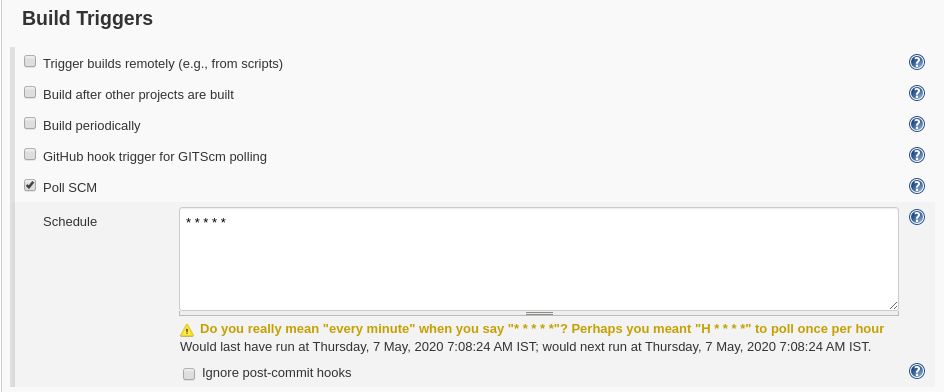 Build Triggers
Trigger builds remotely (e.g., from scripts)
Build after other projects are built
Build periodically
GitHub hook trigger for GITScm polling
Poll SCM
Schedule
* * * * *
Do you really mean "every minute" when you say "* * * * *"? Perhaps you meant "H * * * *" to poll once per hour
Would last have run at Thursday, 7 May, 2020 7:08:24 AM IST; would next run at Thursday, 7 May, 2020 7:08:24 AM IST.
Ignore post-commit hooks